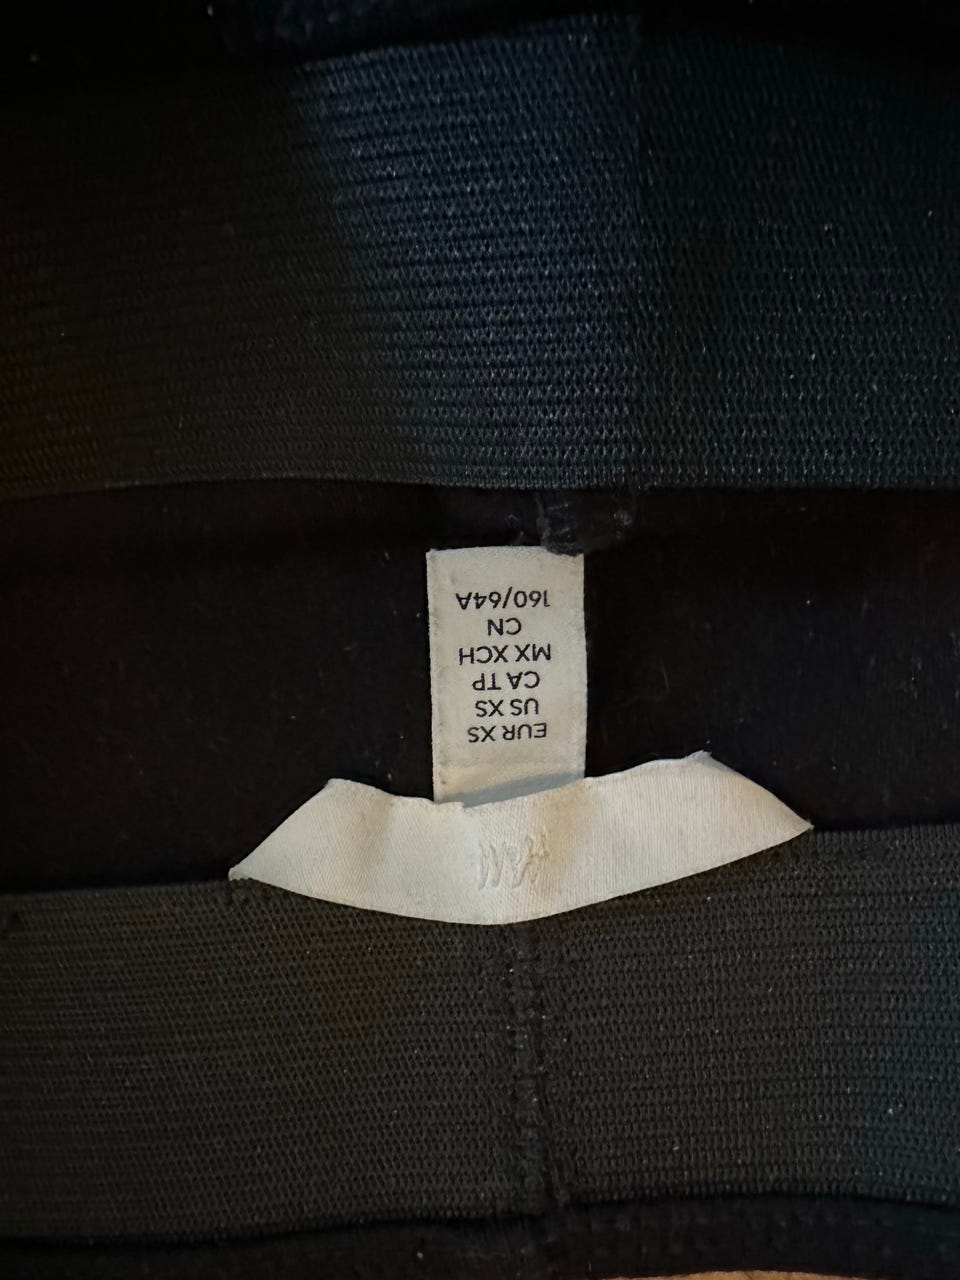 H&M
EUR XS
US XS
CA TP
MX XCH
CN
160/64A